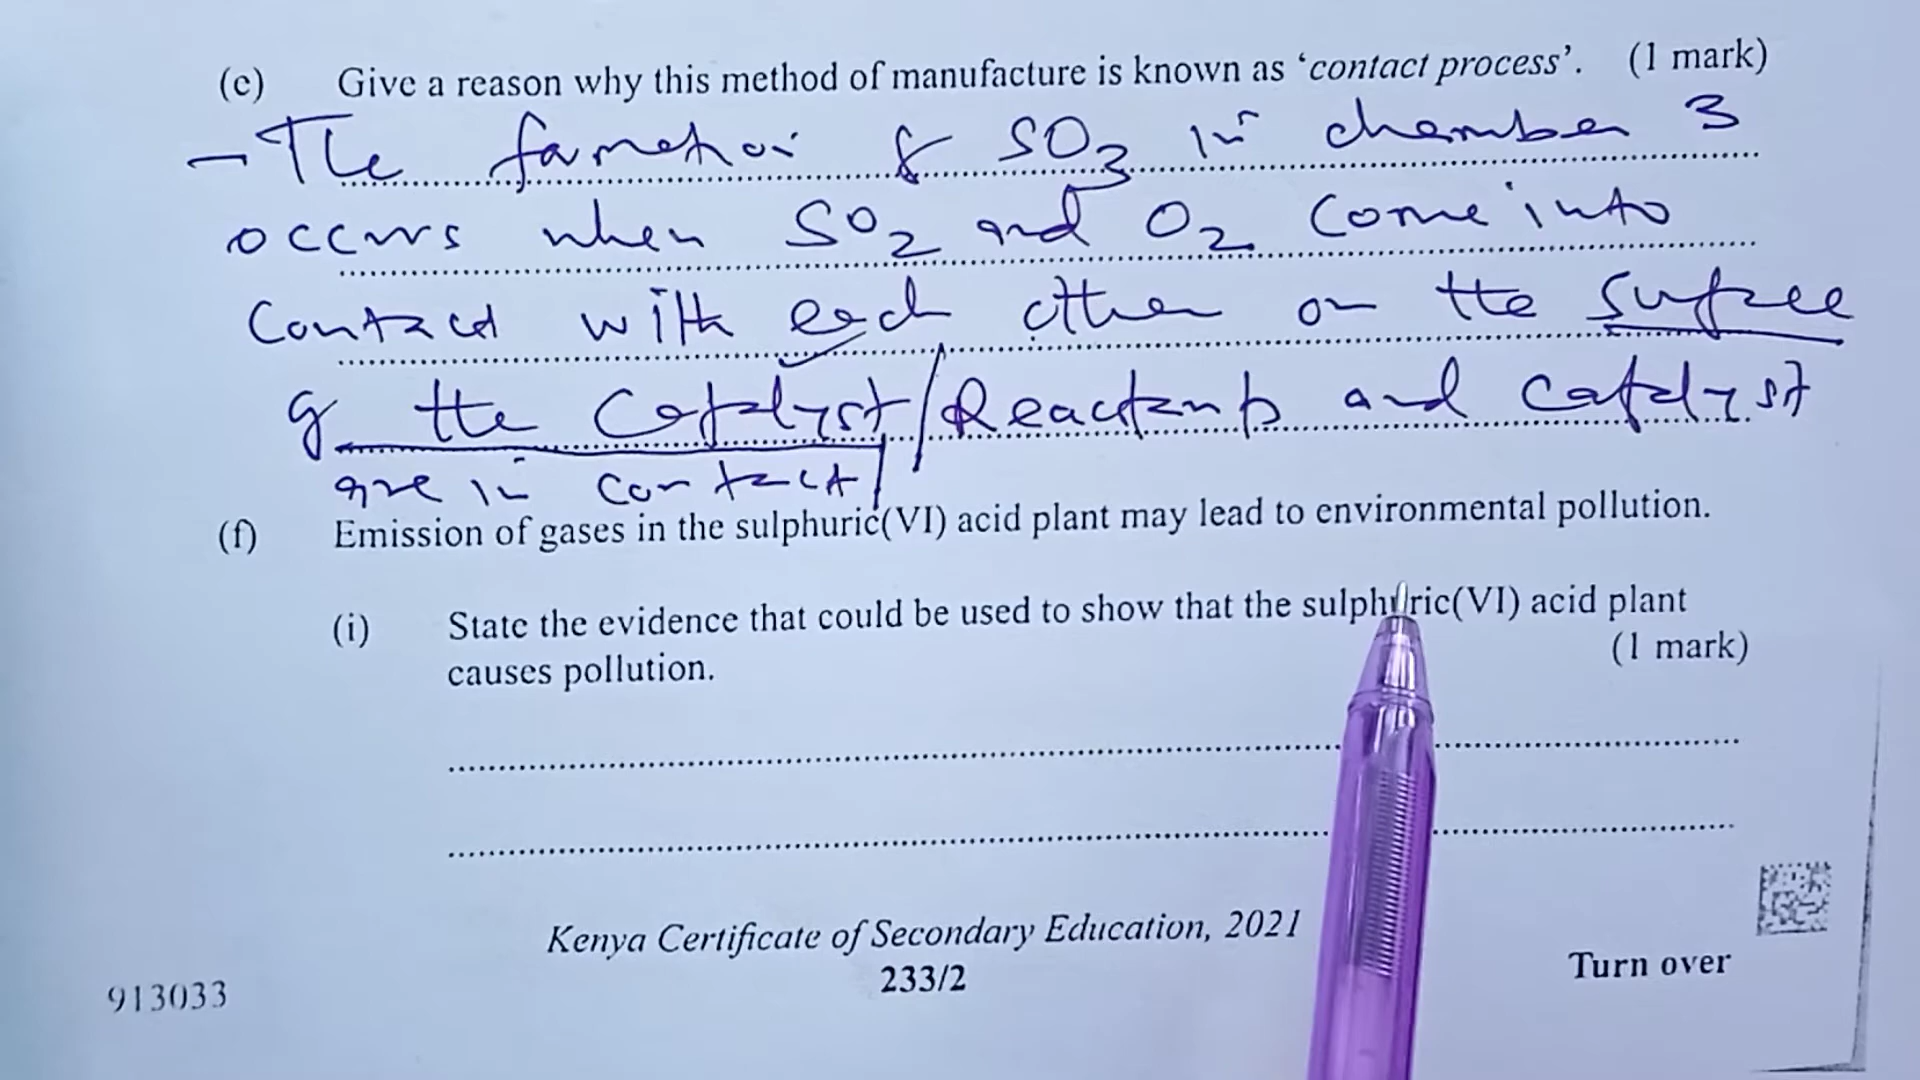 (e) Give a reason why this method of manufacture is known as ‘contact process’. (1 mark)
- The formation of SO3 in chamber 3
occurs when SO2 and O2 come into
contact with each other on the surface
of the catalyst/Reactants and catalyst
are in contact/
(f) Emission of gases in the sulphuric(VI) acid plant may lead to environmental pollution.
(i) State the evidence that could be used to show that the sulphuric(VI) acid plant
causes pollution. (1 mark)
Kenya Certificate of Secondary Education, 2021
233/2
Turn over
913033